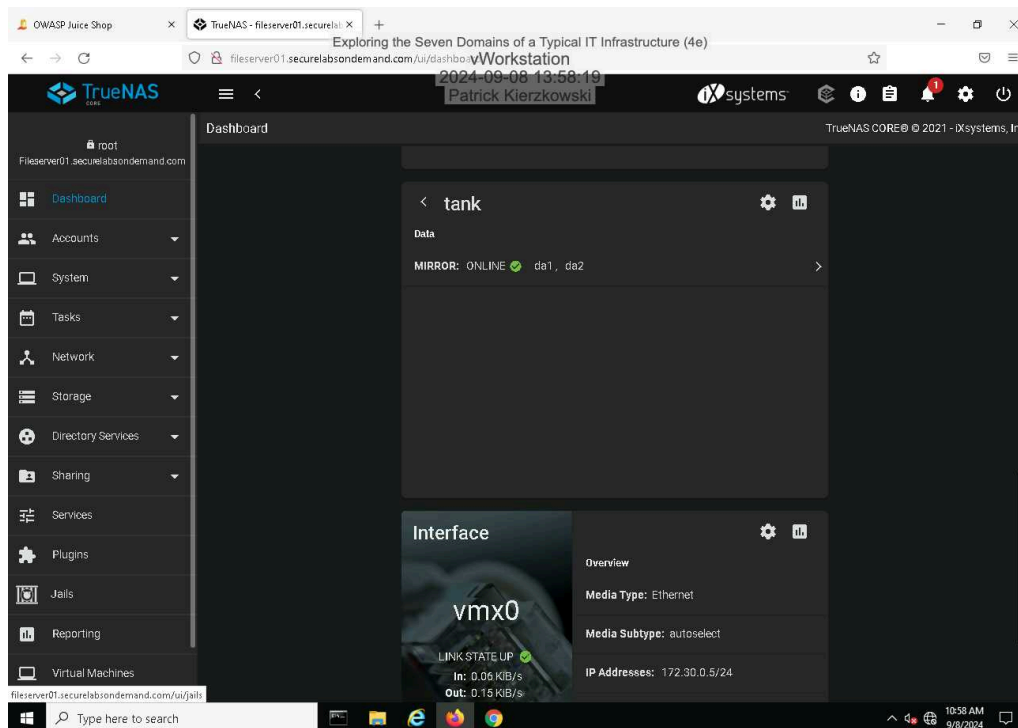 OWASP Juice Shop
TrueNAS - fileserver01.securelab
Exploring the Seven Domains of a Typical IT Infrastructure (4e)
fileserver01.securelabsondemand.com/ui/dashboa
vWorkstation
2024-09-08 13:58:19
Patrick Kierzkowski
TrueNAS
CORE
iXsystems
1
root
Fileserver01.securelabsondemand.com
Dashboard
TrueNAS CORE® © 2021 - iXsystems, In
Dashboard
Accounts
System
Tasks
Network
Storage
Directory Services
Sharing
Services
Plugins
Jails
Reporting
Virtual Machines
tank
Data
MIRROR: ONLINE da1, da2
Interface
vmx0
LINK STATE UP
In: 0.06 KiB/s
Out: 0.15 KiB/s
Overview
Media Type: Ethernet
Media Subtype: autoselect
IP Addresses: 172.30.0.5/24
fileserver01.securelabsondemand.com/ui/jails
Type here to search
10:58 AM
9/8/2024